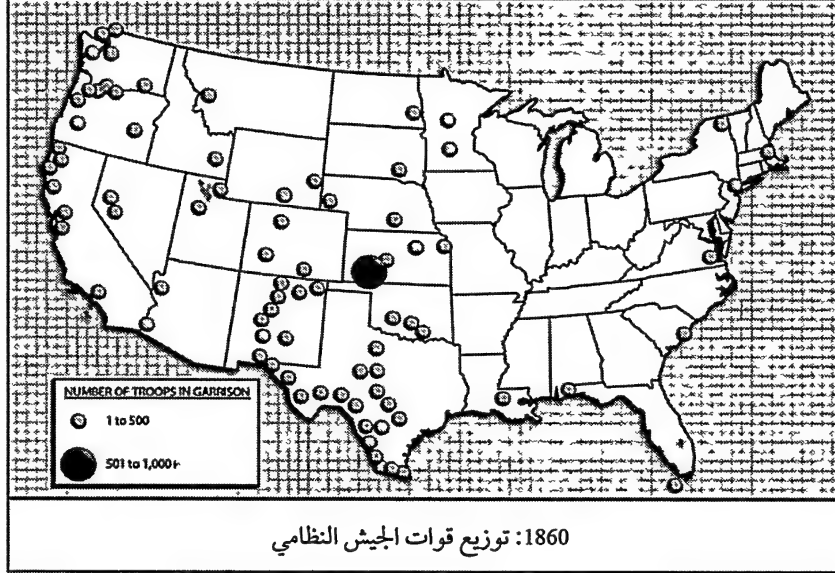 NUMBER OF TROOPS IN GARRISON
1 to 500
501 to 1,000+
1860: توزيع قوات الجيش النظامي